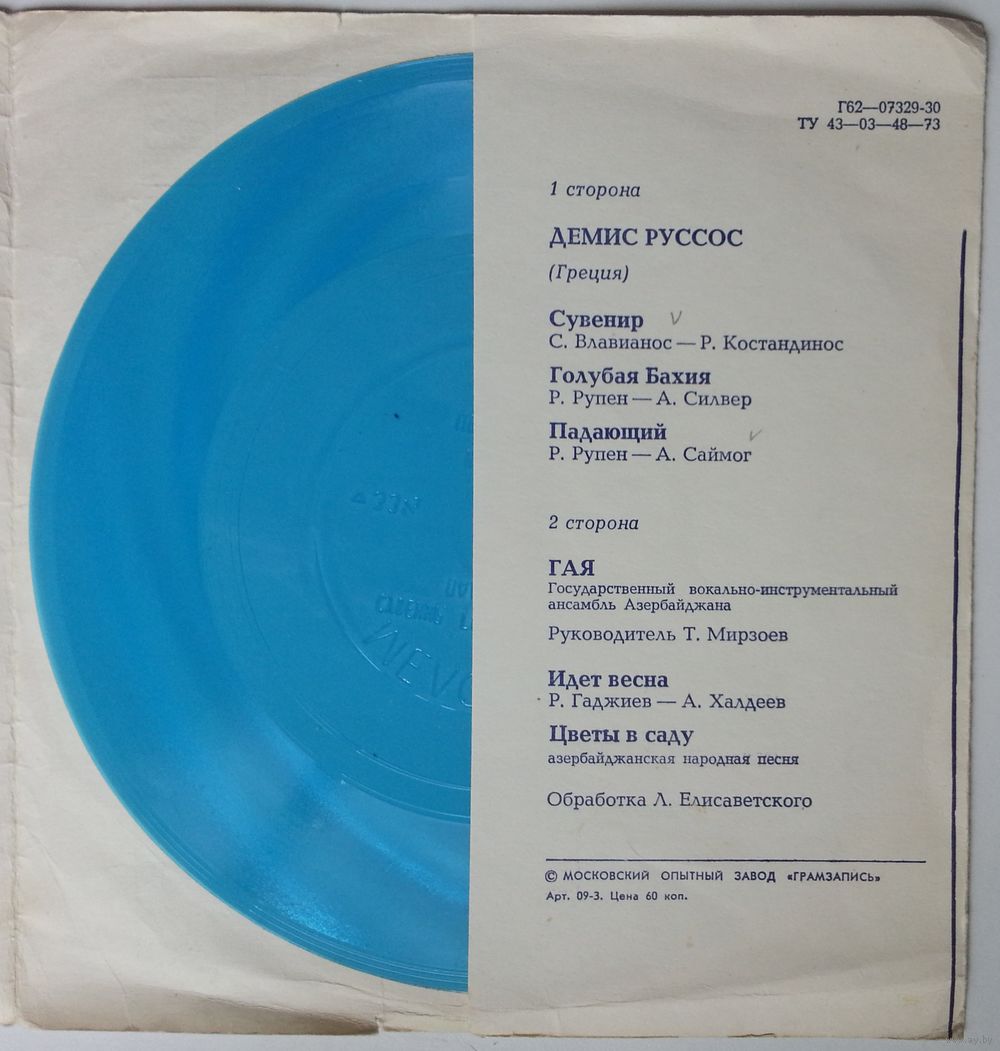 Г62—07329-30
ТУ 43—03—48—73
1 сторона
ДЕМИС РУССОС
(Греция)
Сувенир
С. Влавианос — Р. Костандинос
Голубая Бахия
Р. Рупен — А. Силвер
Падающий
Р. Рупен — А. Саймог
2 сторона
ГАЯ
Государственный вокально-инструментальный
ансамбль Азербайджана
Руководитель Т. Мирзоев
Идет весна
Р. Гаджиев — А. Халдеев
Цветы в саду
азербайджанская народная песня
Обработка Л. Елисаветского
© МОСКОВСКИЙ ОПЫТНЫЙ ЗАВОД «ГРАМЗАПИСЬ»
Арт. 09-3. Цена 60 коп.